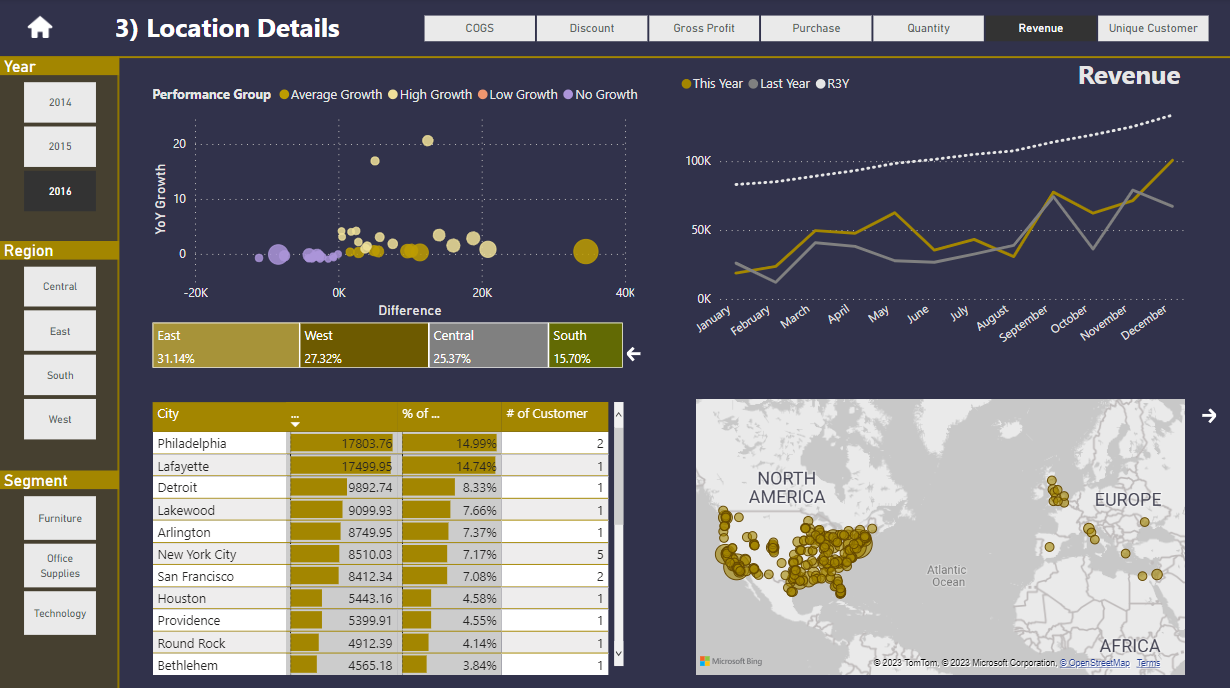 3) Location Details
COGS
Discount
Gross Profit
Purchase
Quantity
Revenue
Unique Customer
Year
2014
2015
2016
Region
Central
East
South
West
Segment
Furniture
Office
Supplies
Technology
Performance Group Average Growth High Growth Low Growth No Growth
YoY Growth
20
10
0
-20K 0K 20K 40K
Difference
East
31.14%
West
27.32%
Central
25.37%
South
15.70%
Revenue
This Year Last Year R3Y
100K
50K
0K
January February March April May June July August September October November December
City ... % of ... # of Customer
Philadelphia 17803.76 14.99% 2
Lafayette 17499.95 14.74% 1
Detroit 9892.74 8.33% 1
Lakewood 9099.93 7.66% 1
Arlington 8749.95 7.37% 1
New York City 8510.03 7.17% 5
San Francisco 8412.34 7.08% 2
Houston 5443.16 4.58% 1
Providence 5399.91 4.55% 1
Round Rock 4912.39 4.14% 1
Bethlehem 4565.18 3.84% 1
NORTH
AMERICA
EUROPE
Atlantic
Ocean
AFRICA
Microsoft Bing
© 2023 TomTom, © 2023 Microsoft Corporation, © OpenStreetMap Terms